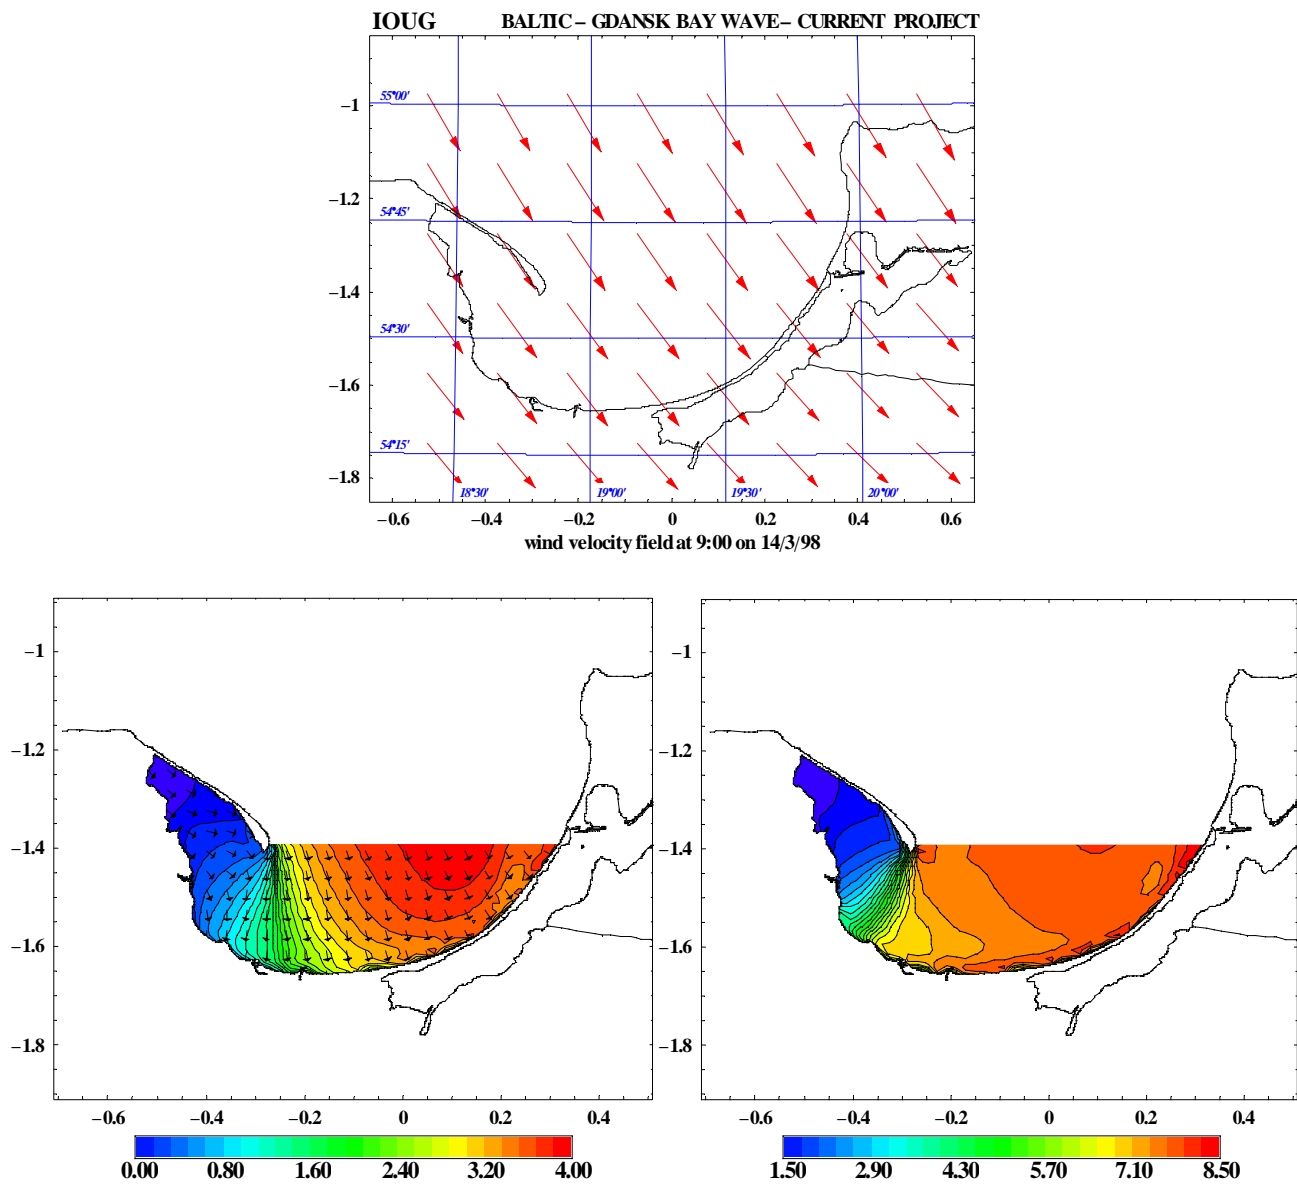 IOUG BALTIC – GDANSK BAY WAVE – CURRENT PROJECT
55°00'
−1
−1.2
54°45'
−1.4
54°30'
−1.6
54°15'
−1.8
18°30' 19°00' 19°30' 20°00'
−0.6 −0.4 −0.2 0 0.2 0.4 0.6
wind velocity field at 9:00 on 14/3/98
−1
−1.2
−1.4
−1.6
−1.8
−0.6 −0.4 −0.2 0 0.2 0.4
0.00 0.80 1.60 2.40 3.20 4.00
−1
−1.2
−1.4
−1.6
−1.8
−0.6 −0.4 −0.2 0 0.2 0.4
1.50 2.90 4.30 5.70 7.10 8.50